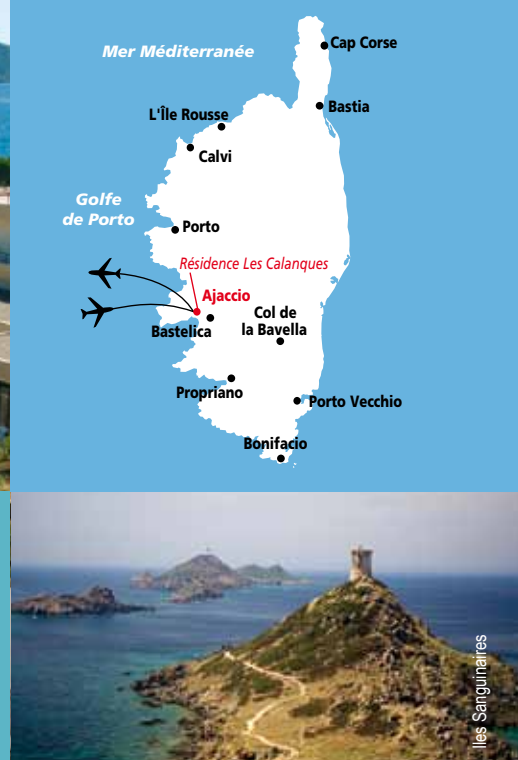 Cap Corse
Mer Méditerranée
Bastia
L'Île Rousse
Calvi
Golfe
de Porto
Porto
Résidence Les Calanques
Ajaccio
Col de
la Bavella
Bastelica
Propriano
Porto Vecchio
Bonifacio
Iles Sanguinaires